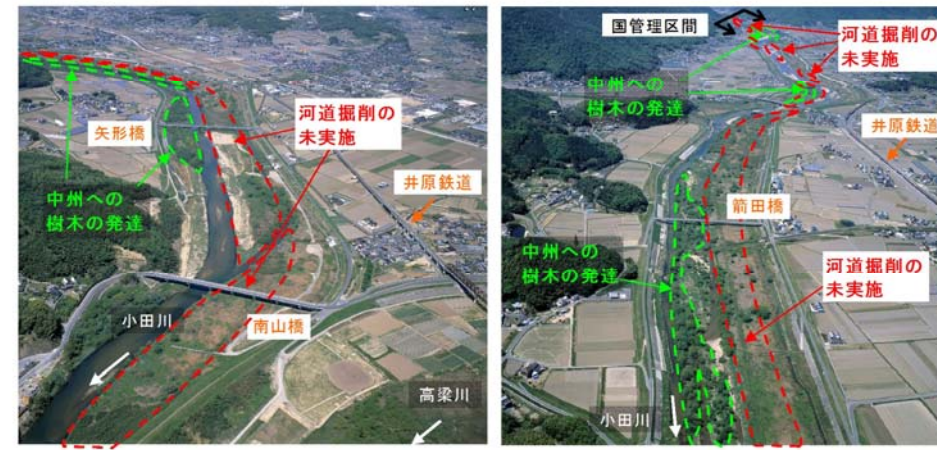 矢形橋
河道掘削の
未実施
中州への
樹木の発達
井原鉄道
小田川
南山橋
高梁川
国管理区間
河道掘削の
未実施
中州への
樹木の発達
井原鉄道
箭田橋
中州への
樹木の発達
河道掘削の
未実施
小田川